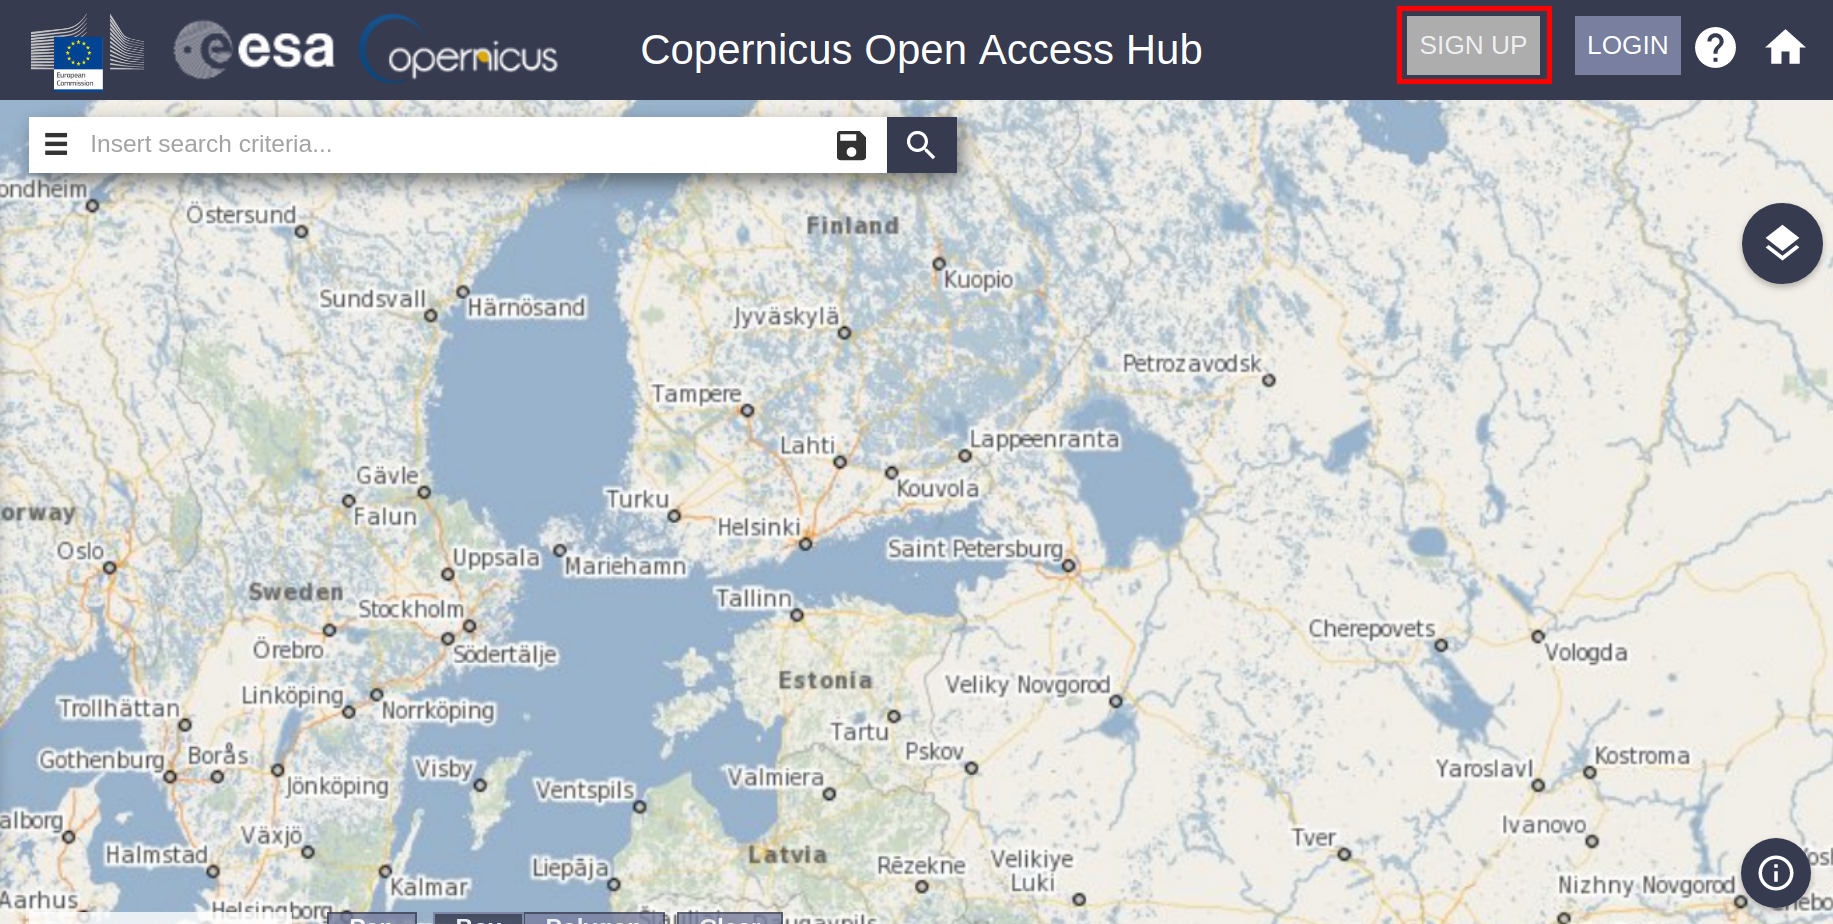 European
Commission
esa
opernicus
Copernicus Open Access Hub
SIGN UP
LOGIN
Insert search criteria...
ondheim
Östersund
Finland
Kuopio
Sundsvall
Härnösand
Jyväskylä
Petrozavodsk
Tampere
Lahti
Lappeenranta
Gävle
Kouvola
Turku
orway
Falun
Helsinki
Oslo
Uppsala
Mariehamn
Saint Petersburg
Sweden
Stockholm
Tallinn
Cherepovets
Örebro
Södertälje
Vologda
Estonia
Veliky Novgorod
Linköping
Trollhättan
Norrköping
Tartu
Pskov
Gothenburg
Borås
Kostroma
Visby
Yaroslavl
Jönköping
Ventspils
Valmiera
alborg
Växjö
Ivanovo
Tver
Halmstad
Latvia
Liepāja
Rēzekne
Velikiye
Luki
Kalmar
Nizhny Novgorod
Aarhus
Helsingborg
Box
Polygon
Clear